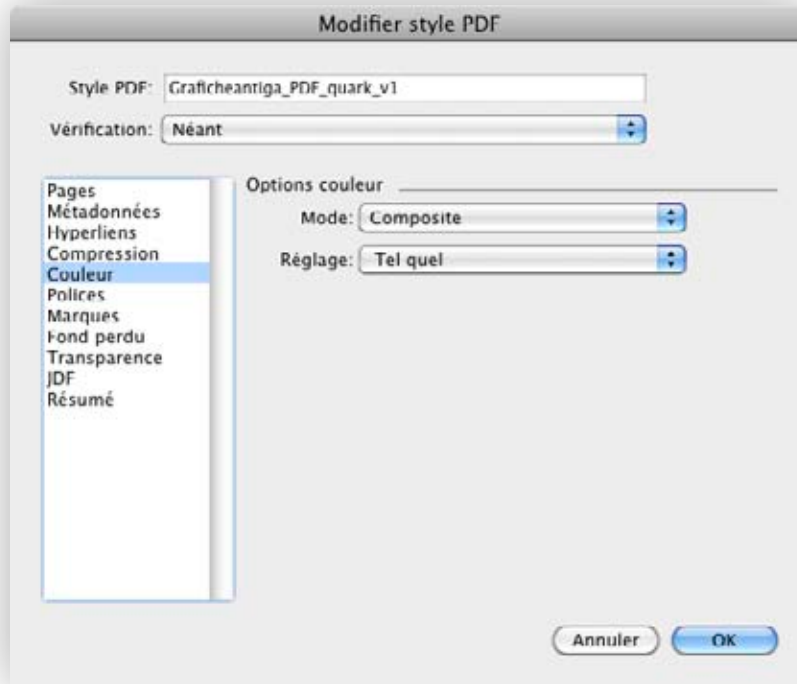 Modifier style PDF
Style PDF: Graficheantiga_PDF_quark_v1
Vérification: Néant
Pages
Métadonnées
Hyperliens
Compression
Couleur
Polices
Marques
Fond perdu
Transparence
JDF
Résumé
Options couleur
Mode: Composite
Réglage: Tel quel
Annuler OK